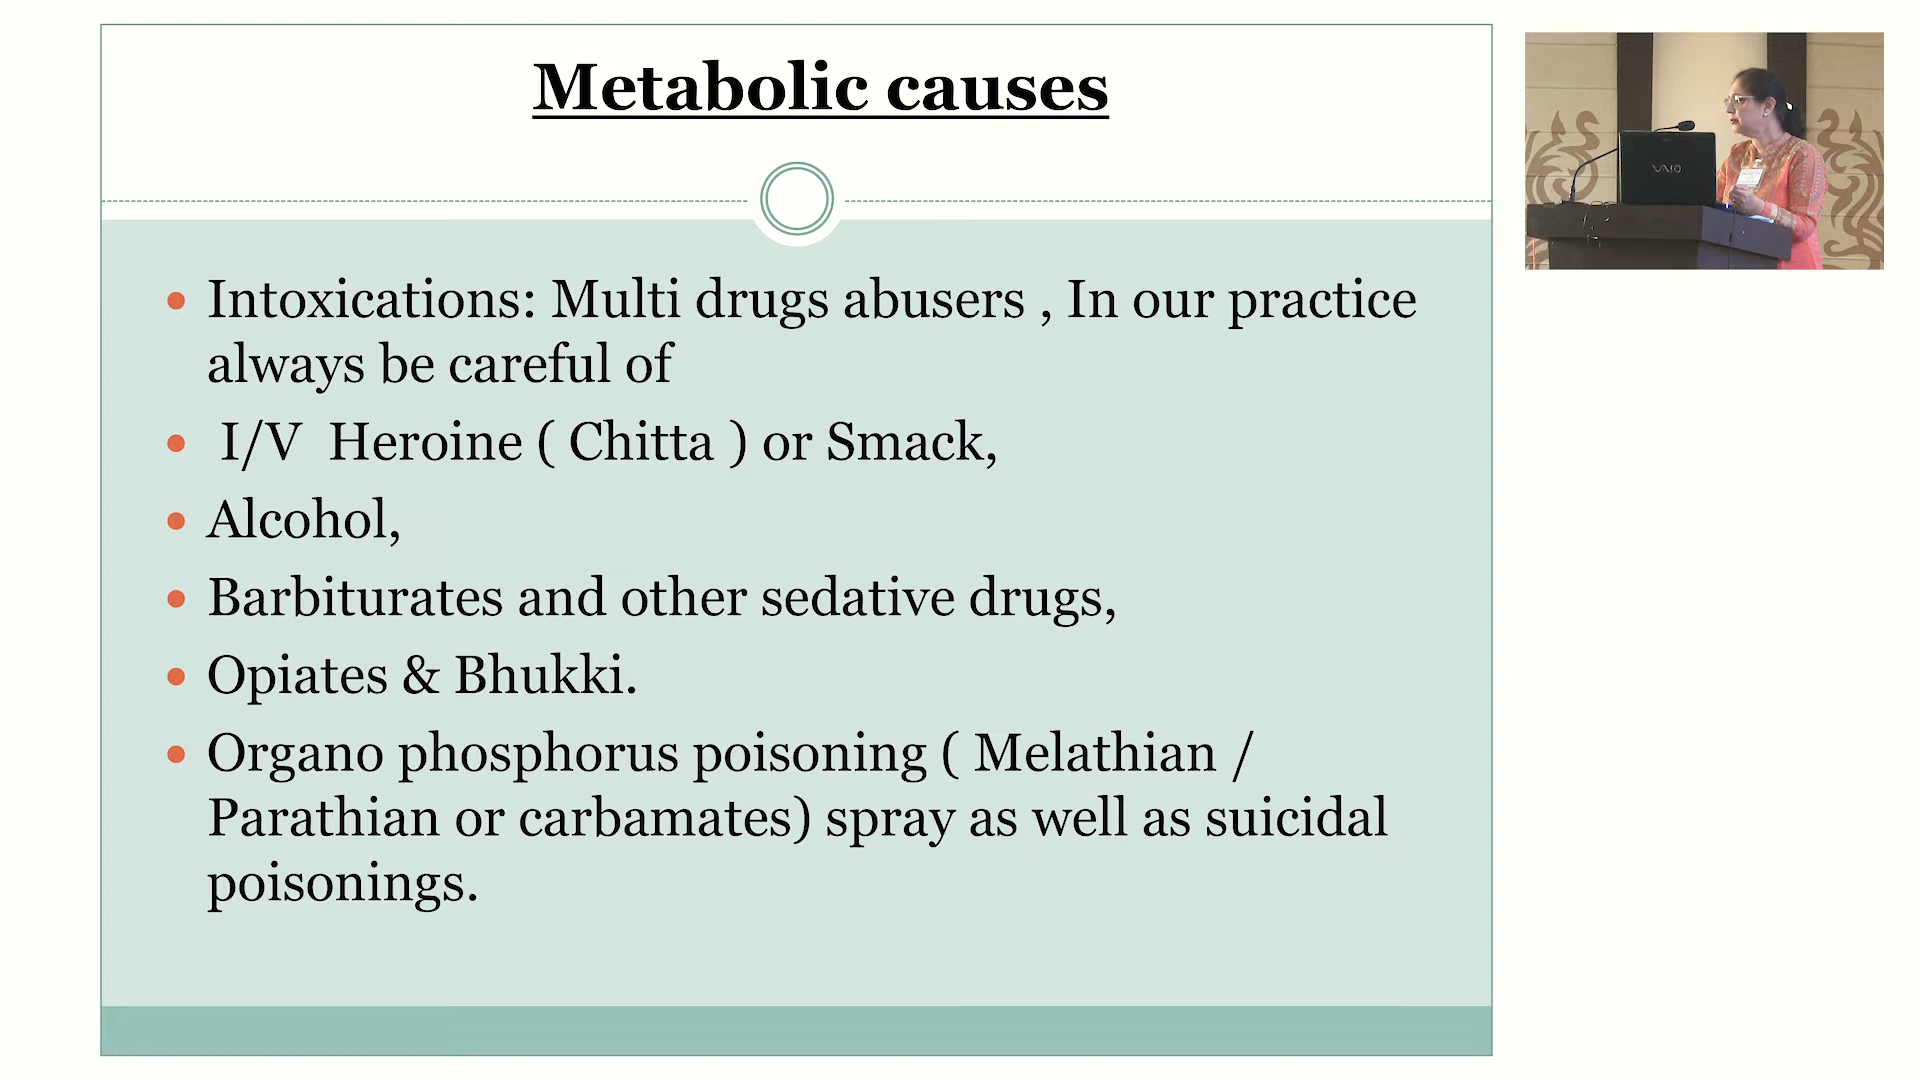 Metabolic causes
Intoxications: Multi drugs abusers , In our practice
always be careful of
I/V Heroine ( Chitta ) or Smack,
Alcohol,
Barbiturates and other sedative drugs,
Opiates & Bhukki.
Organo phosphorus poisoning ( Melathian /
Parathian or carbamates) spray as well as suicidal
poisonings.
VAIO